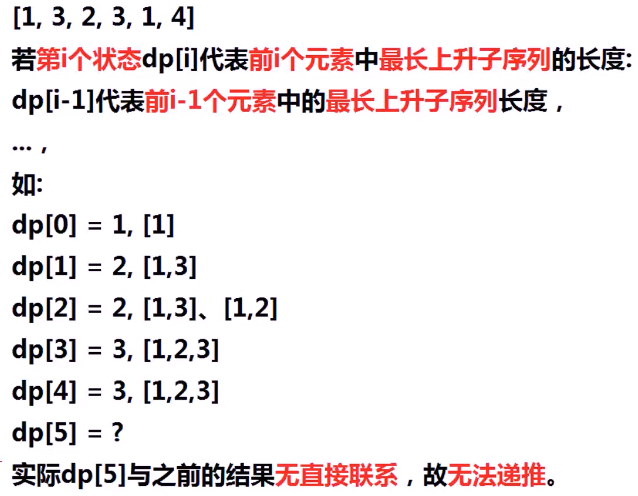 [1, 3, 2, 3, 1, 4]
若第i个状态dp[i]代表前i个元素中最长上升子序列的长度:
dp[i-1]代表前i-1个元素中的最长上升子序列长度，
... ，
如:
dp[0] = 1, [1]
dp[1] = 2, [1,3]
dp[2] = 2, [1,3]、[1,2]
dp[3] = 3, [1,2,3]
dp[4] = 3, [1,2,3]
dp[5] = ?
实际dp[5]与之前的结果无直接联系，故无法递推。